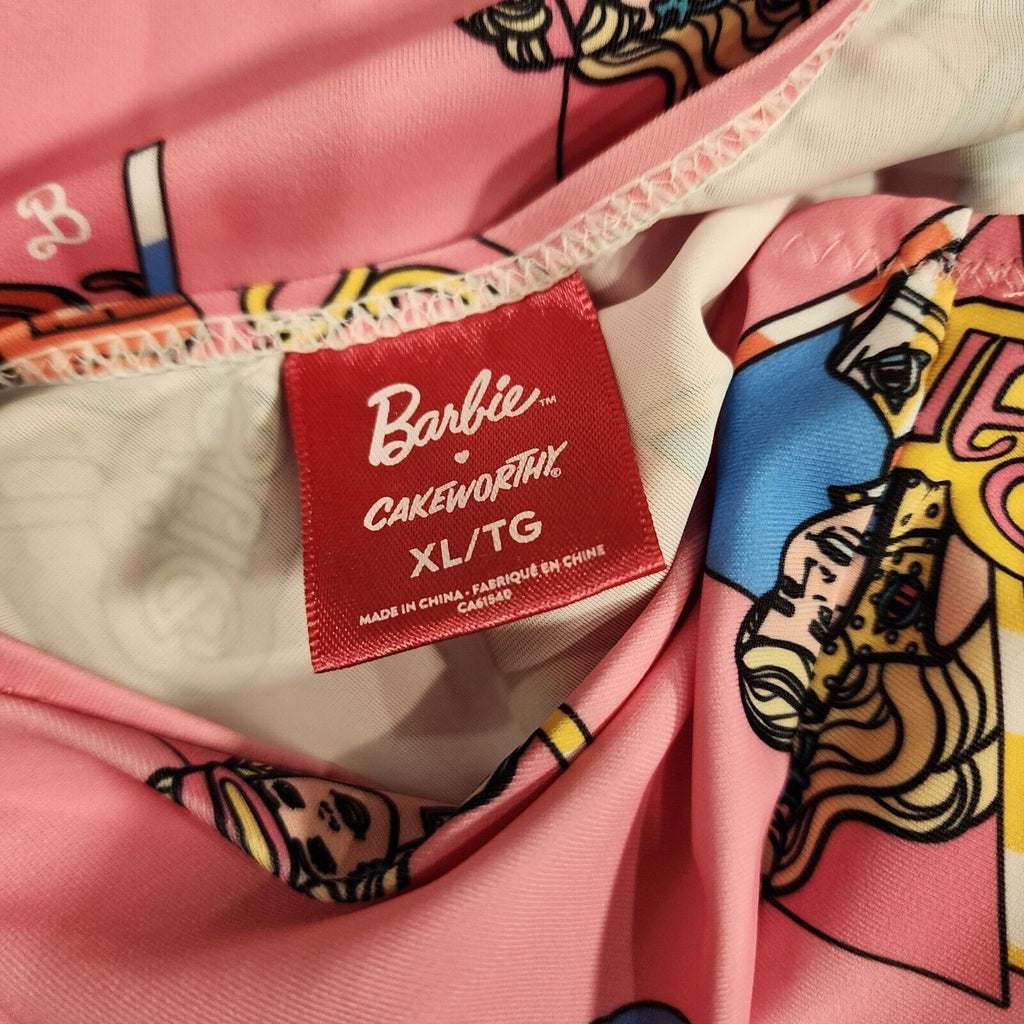 B
Barbie™
CAKEWORTHY©
XL/TG
MADE IN CHINA - FABRIQUÉ EN CHINE
CA61540